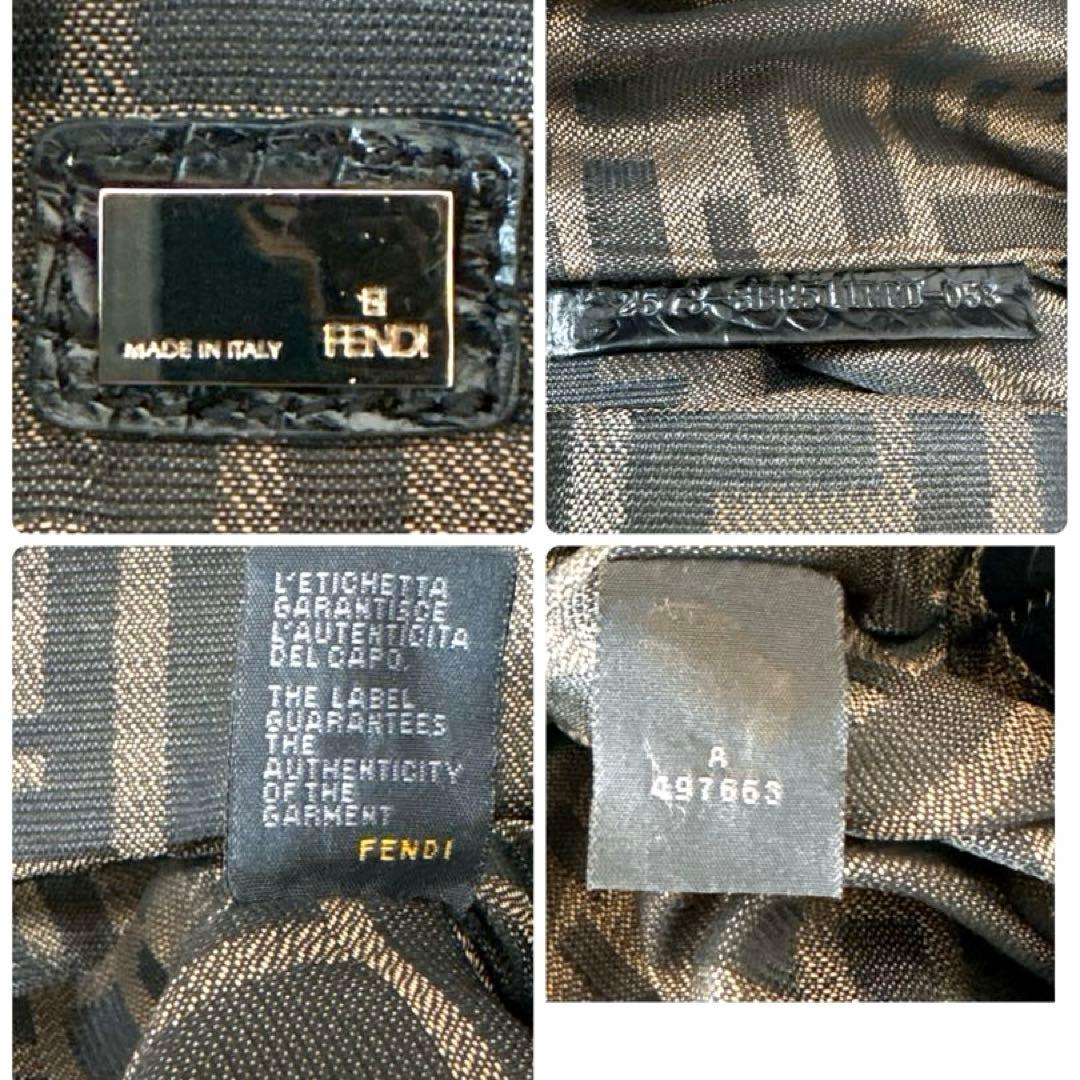 MADE IN ITALY
FENDI
L'ETICHETTA
GARANTISCE
L'AUTENTICITA
DEL CAPO.
THE LABEL
GUARANTEES
THE
AUTHENTICITY
OF THE
GARMENT
FENDI
A
497663